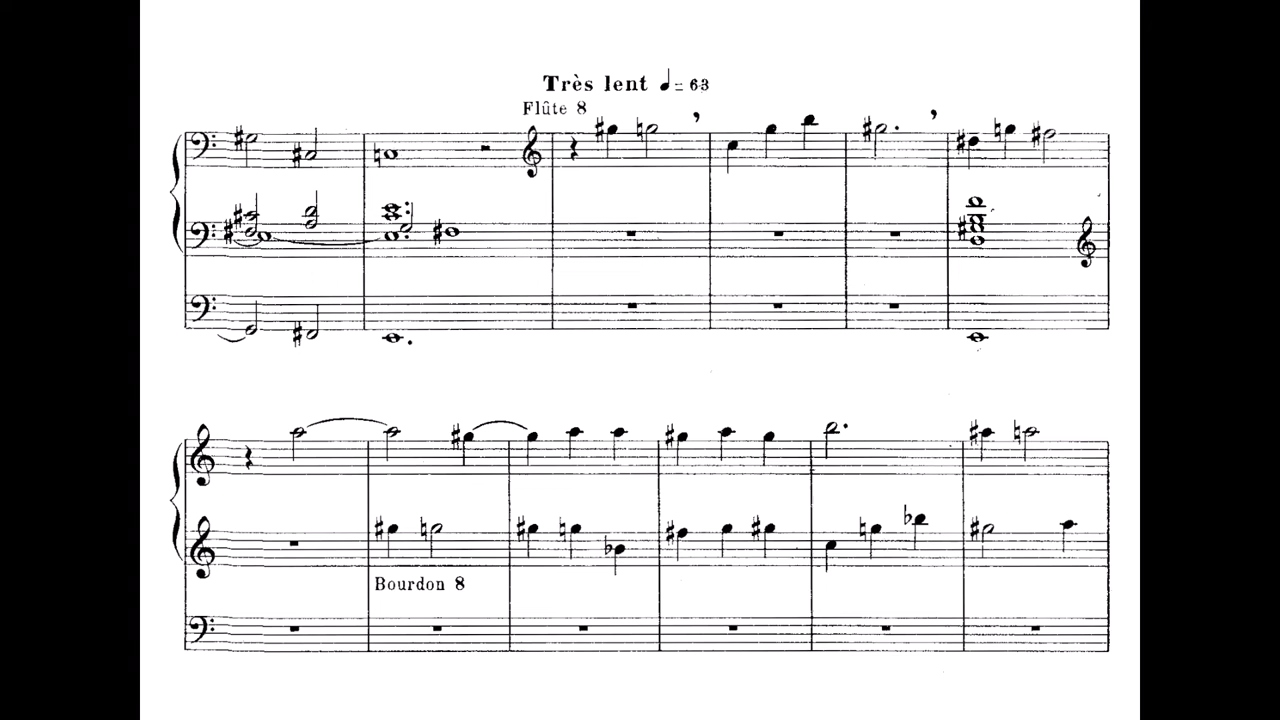 Très lent ♩= 63
Flûte 8
Bourdon 8